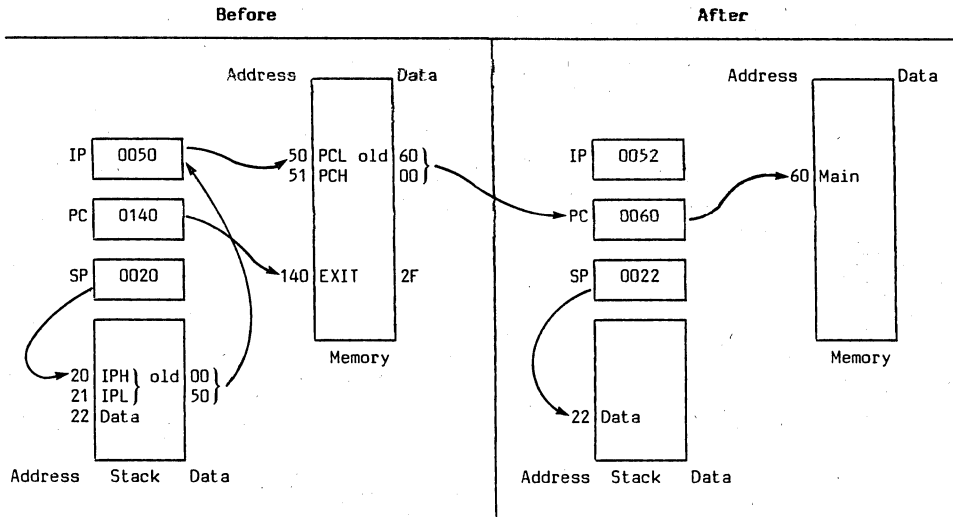 Before
After
Address Data
IP 0050
50 PCL old 60
51 PCH 00
PC 0140
SP 0020
140 EXIT 2F
Memory
20 IPH old 00
21 IPL 50
22 Data
Address Stack Data
Address Data
IP 0052
60 Main
PC 0060
SP 0022
Memory
22 Data
Address Stack Data